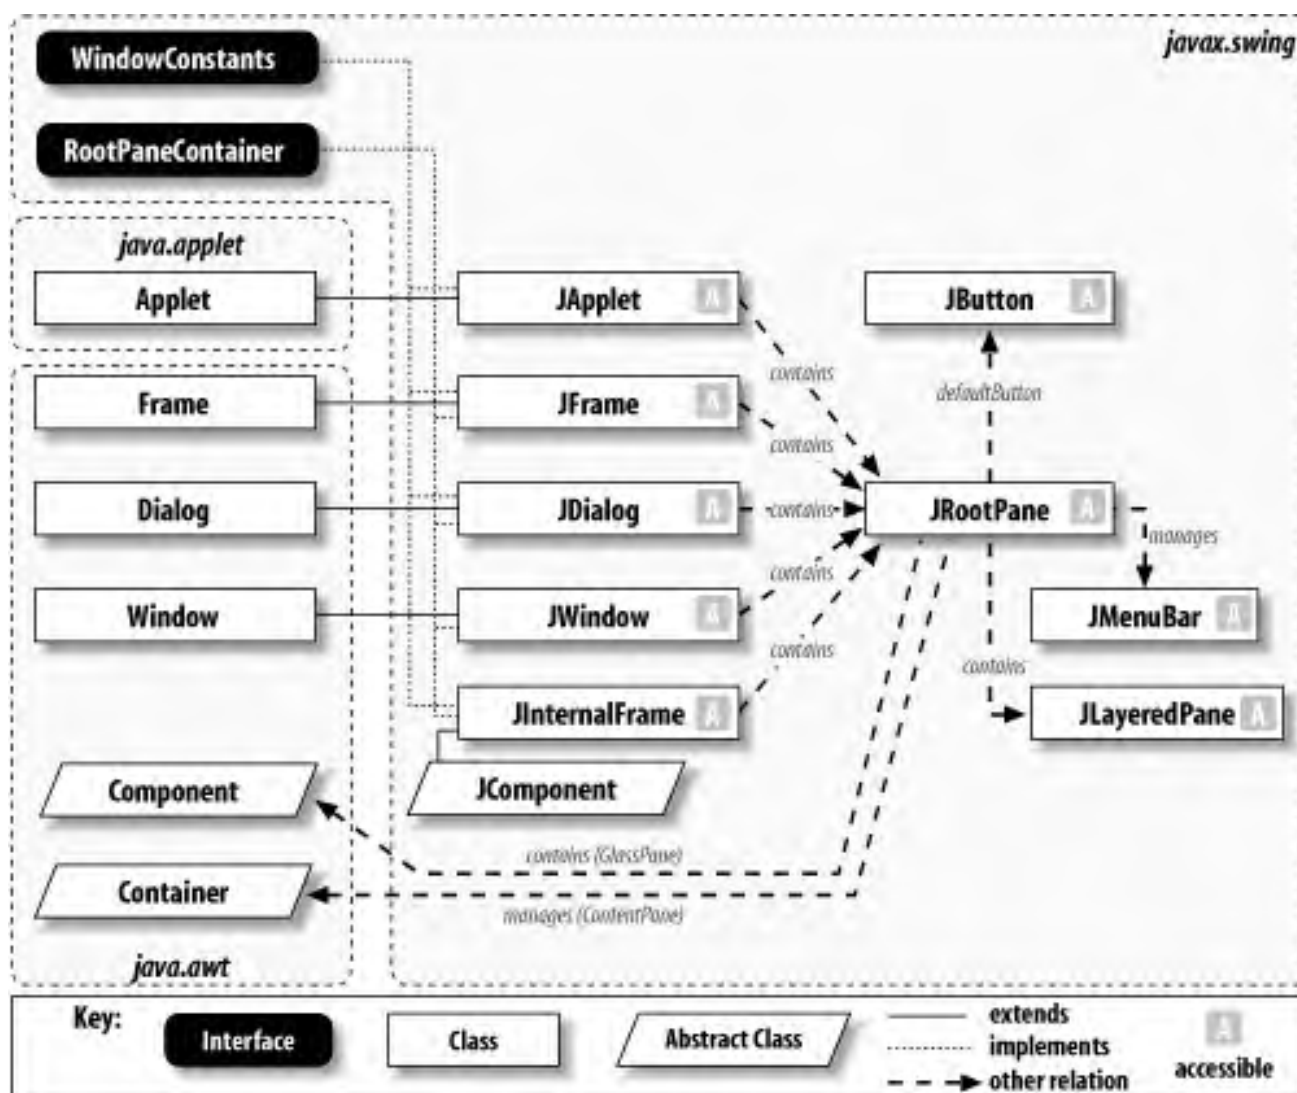 WindowConstants
javax.swing
RootPaneContainer
java.applet
Applet
JApplet A
JButton A
contains
defaultButton
Frame
JFrame A
contains
Dialog
JDialog A
contains
JRootPane A
manages
contains
Window
JWindow A
JMenuBar A
contains
contains
JInternalFrame A
JLayeredPane A
Component
JComponent
contains (GlassPane)
Container
manages (ContentPane)
java.awt
Key:
Interface
Class
Abstract Class
extends
implements
other relation
A
accessible